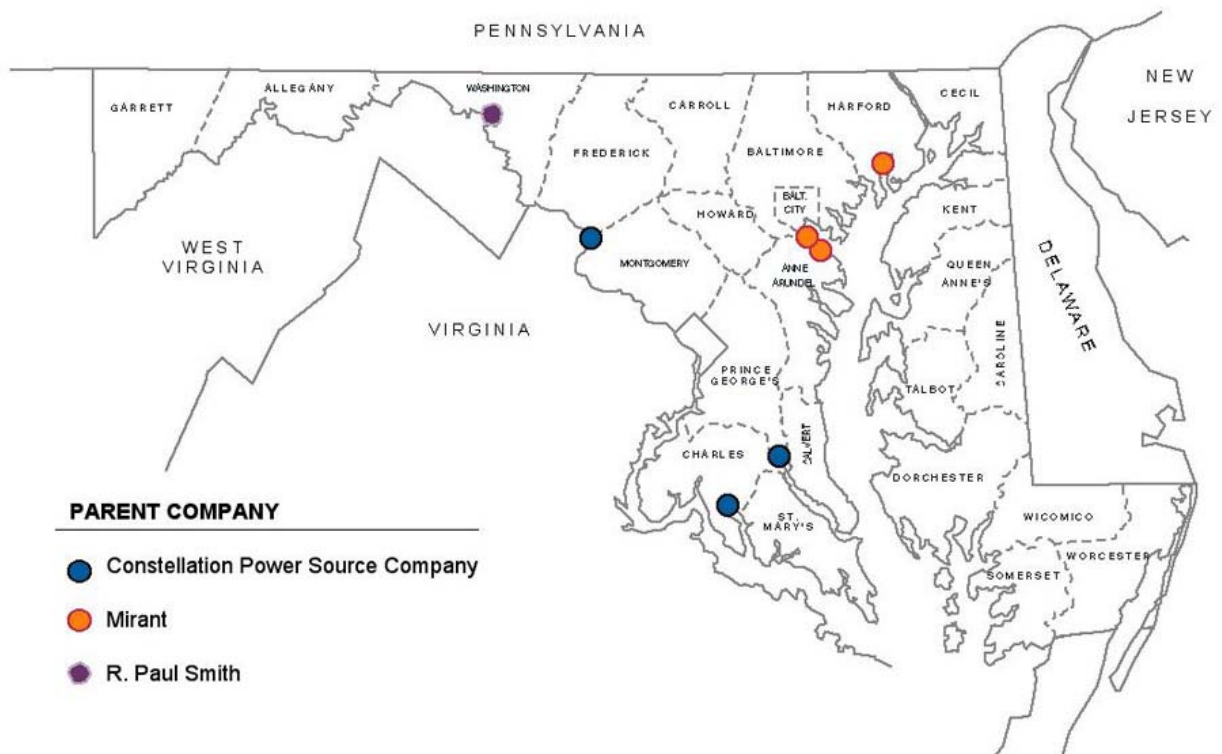 PENNSYLVANIA
NEW
JERSEY
GARRETT
ALLEGANY
WASHINGTON
CARROLL
HARFORD
CECIL
FREDERICK
BALTIMORE
BALT.
CITY
HOWARD
KENT
WEST
VIRGINIA
MONTGOMERY
ANNE
ARUNDEL
QUEEN
ANNE'S
DELAWARE
VIRGINIA
CAROLINE
PRINCE
GEORGE'S
TALBOT
CHARLES
CALVERT
DORCHESTER
ST.
MARY'S
WICOMICO
WORCESTER
SOMERSET
PARENT COMPANY
Constellation Power Source Company
Mirant
R. Paul Smith